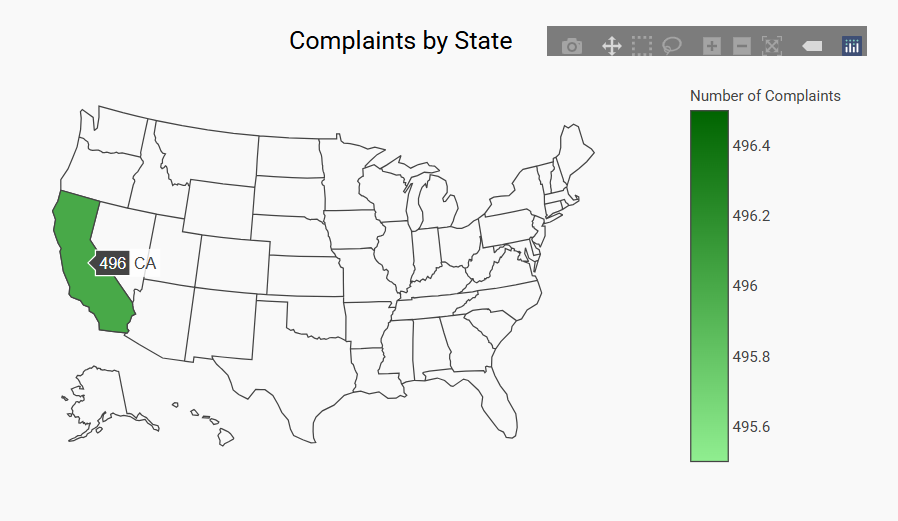 Complaints by State
Number of Complaints
496.4
496.2
496
495.8
495.6
496 CA